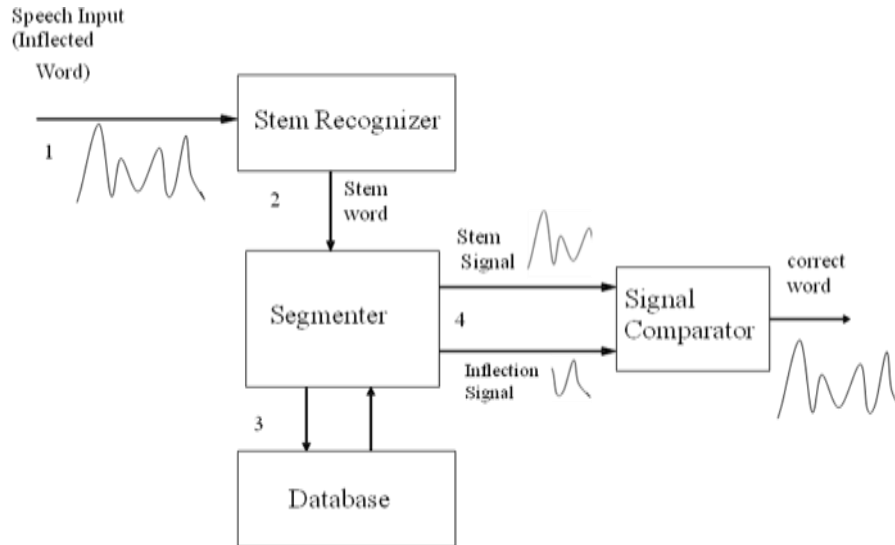 Speech Input
(Inflected
Word)
1
Stem Recognizer
2
Stem
word
Stem
Signal
Segmenter
4
Inflection
Signal
Signal
Comparator
correct
word
3
Database